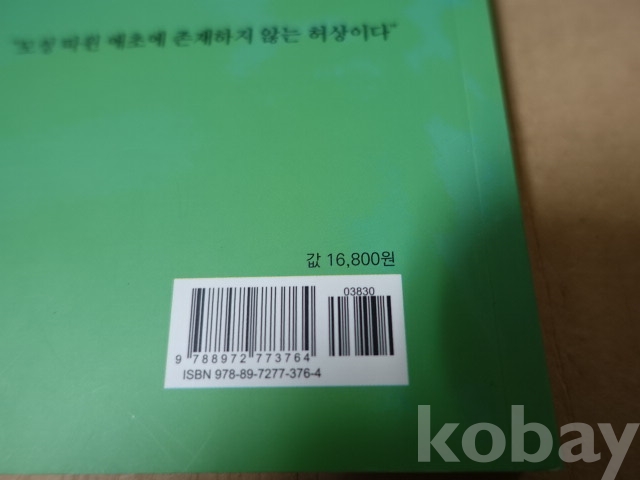 "도정 따윈 애초에 존재하지 않는 허상이다"
값 16,800원
03830
9 788972 773764
ISBN 978-89-7277-376-4
kobay